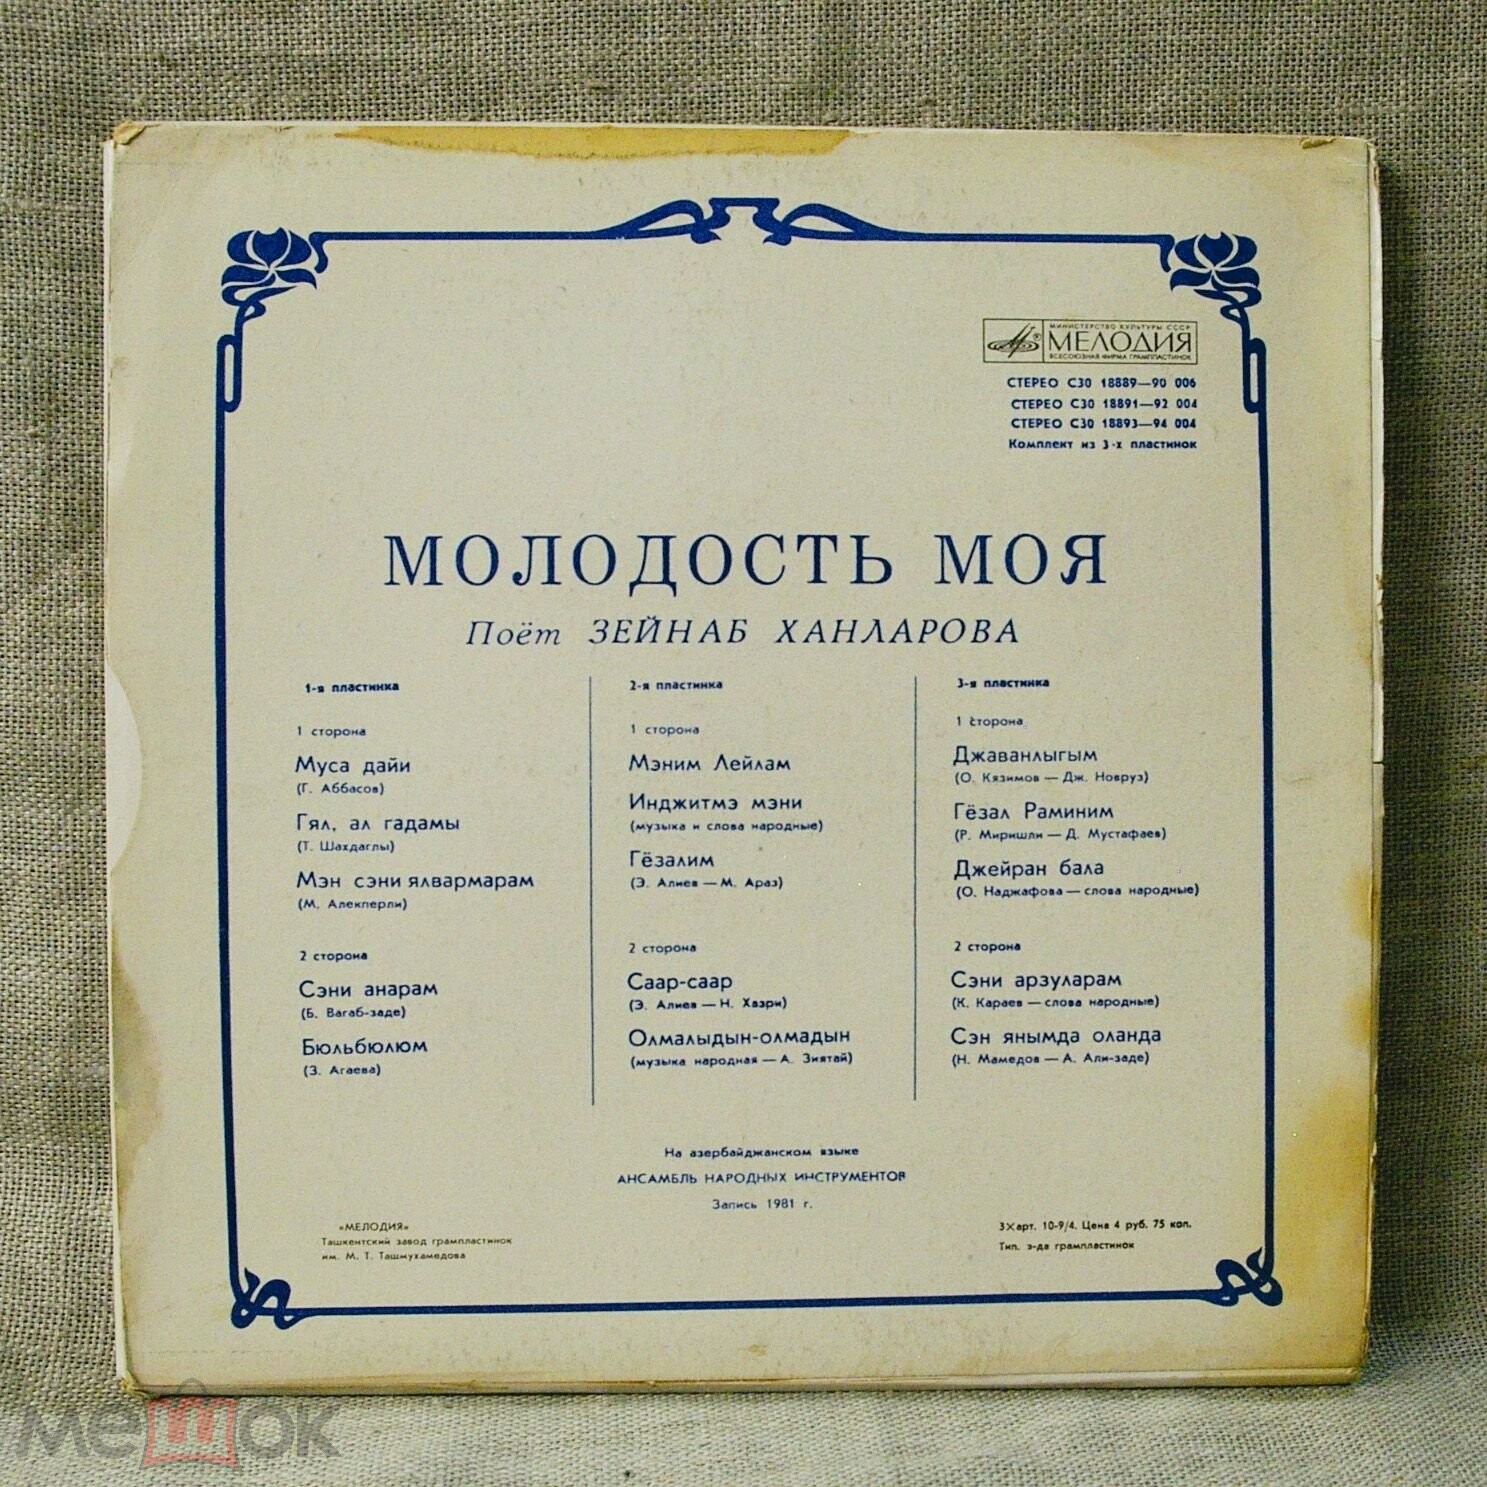 МИНИСТЕРСТВО КУЛЬТУРЫ СССР
МЕЛОДИЯ
ВСЕСОЮЗНАЯ ФИРМА ГРАМПЛАСТИНОК
СТЕРЕО С30 18889—90 006
СТЕРЕО С30 18891—92 004
СТЕРЕО С30 18893—94 004
Комплект из 3-х пластинок
МОЛОДОСТЬ МОЯ
Поёт ЗЕЙНАБ ХАНЛАРОВА
1-я пластинка
1 сторона
Муса дайи
(Г. Аббасов)
Гял, ал гадамы
(Т. Шахдаглы)
Мэн сэни ялвармарам
(М. Алекперли)
2 сторона
Сэни анарам
(Б. Вагаб-заде)
Бюльбюлюм
(З. Агаева)
2-я пластинка
1 сторона
Мэним Лейлам
Инджитмэ мэни
(музыка и слова народные)
Гёзалим
(Э. Алиев — М. Араз)
2 сторона
Саар-саар
(Э. Алиев — Н. Хазри)
Олмалыдын-олмадын
(музыка народная — А. Зиятай)
3-я пластинка
1 сторона
Джаванлыгым
(О. Кязимов — Дж. Новруз)
Гёзал Раминим
(Р. Миришли — Д. Мустафаев)
Джейран бала
(О. Наджафова — слова народные)
2 сторона
Сэни арзуларам
(К. Караев — слова народные)
Сэн янымда оланда
(Н. Мамедов — А. Али-заде)
На азербайджанском языке
АНСАМБЛЬ НАРОДНЫХ ИНСТРУМЕНТОВ
Запись 1981 г.
«МЕЛОДИЯ»
Ташкентский завод грампластинок
им. М. Т. Ташмухамедова
3Харт. 10-9/4. Цена 4 руб. 75 коп.
Тип. з-да грампластинок
мешок